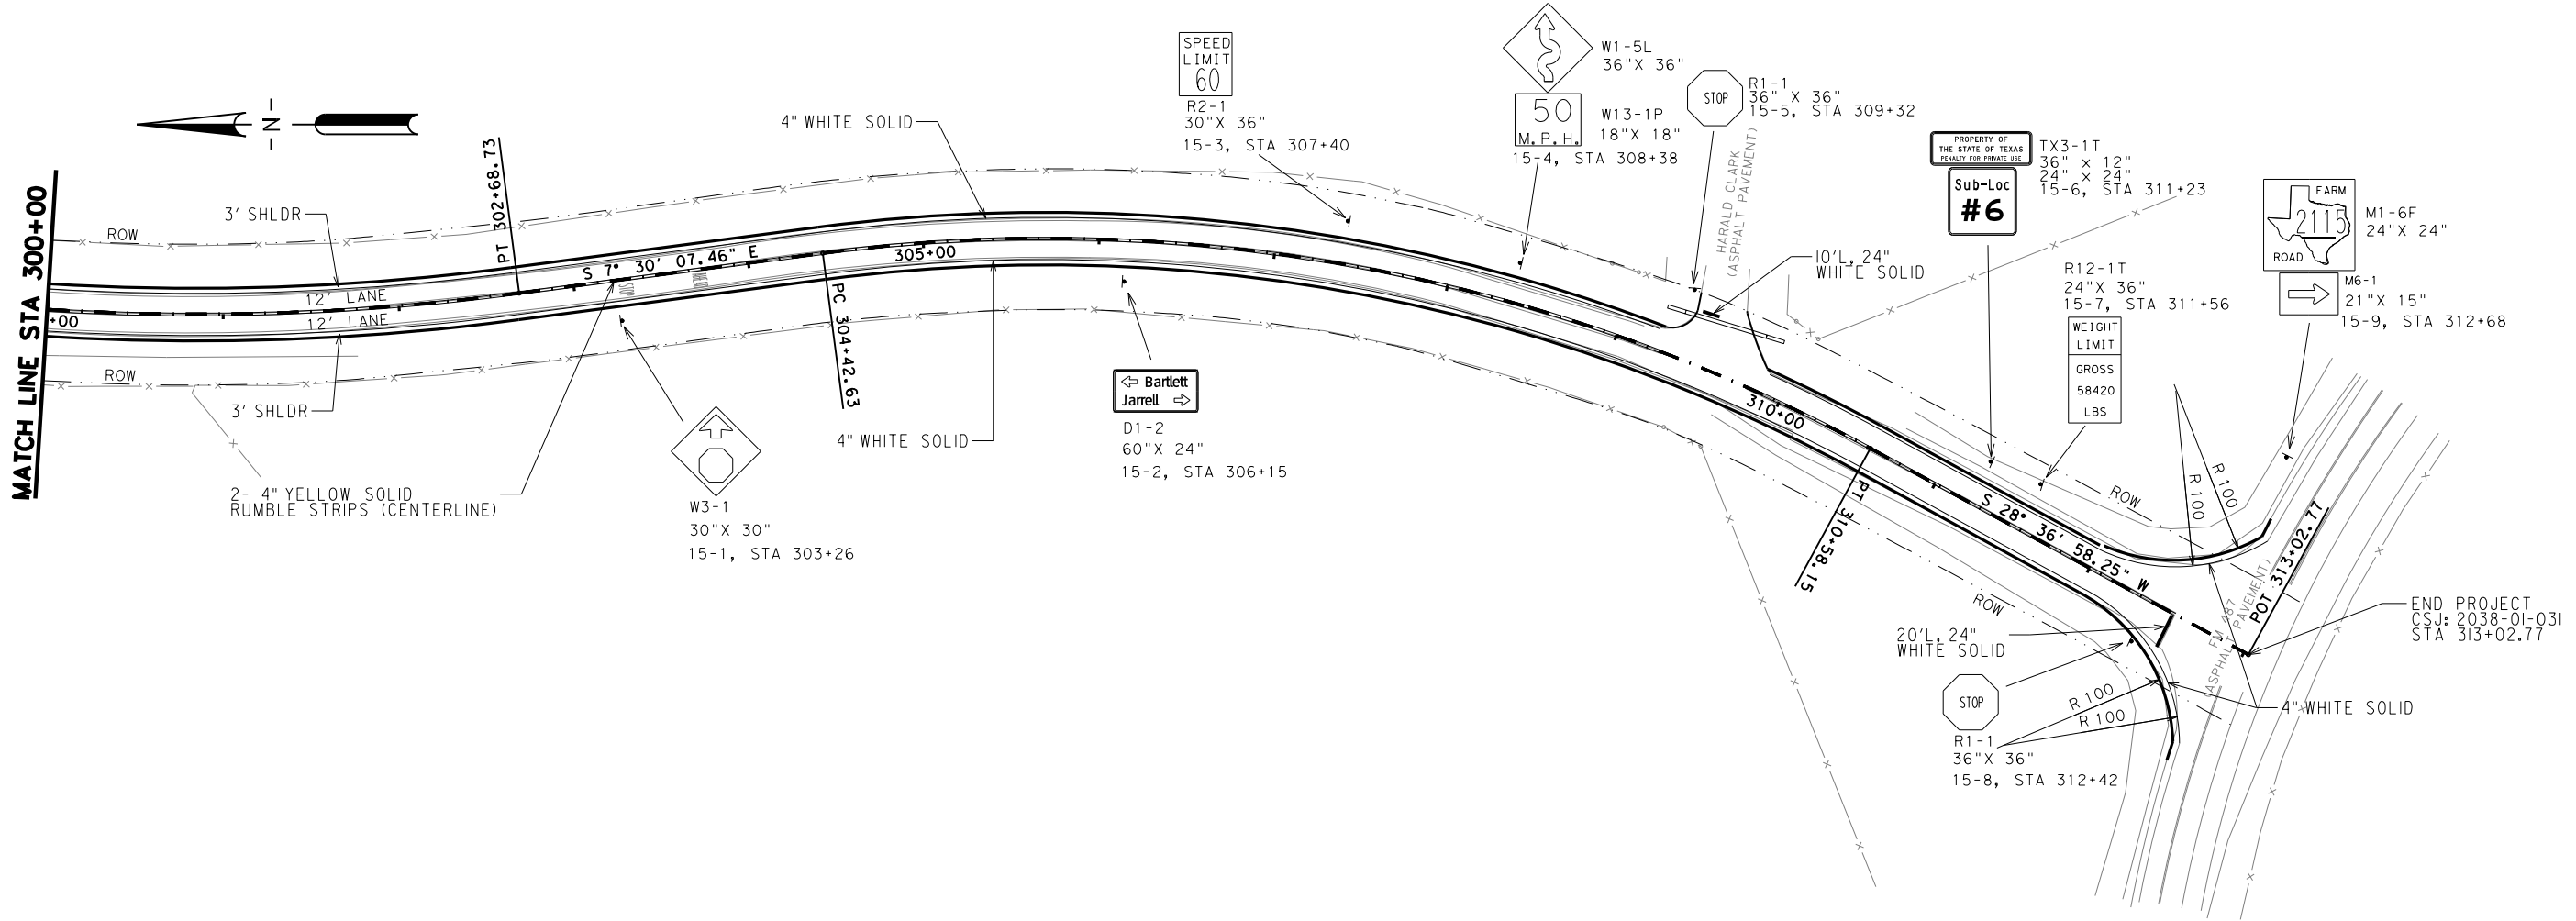 MATCH LINE STA 300+00
-N-
ROW
3' SHLDR
12' LANE
12' LANE
+00
ROW
3' SHLDR
2- 4" YELLOW SOLID
RUMBLE STRIPS (CENTERLINE)
PT 302+68.73
S 7° 30' 07.46" E
W3-1
30"X 30"
15-1, STA 303+26
4" WHITE SOLID
PC 304+42.63
305+00
4" WHITE SOLID
Bartlett
Jarrell
D1-2
60"X 24"
15-2, STA 306+15
SPEED
LIMIT
60
R2-1
30"X 36"
15-3, STA 307+40
W1-5L
36"X 36"
50
M.P.H.
W13-1P
18"X 18"
15-4, STA 308+38
STOP
R1-1
36" X 36"
15-5, STA 309+32
HARALD CLARK
(ASPHALT PAVEMENT)
10'L, 24"
WHITE SOLID
310+00
PT 310+58.15
PROPERTY OF
THE STATE OF TEXAS
PENALTY FOR PRIVATE USE
Sub-Loc
#6
TX3-1T
36" x 12"
24" x 24"
15-6, STA 311+23
R12-1T
24"X 36"
15-7, STA 311+56
WEIGHT
LIMIT
GROSS
58420
LBS
FARM
2115
ROAD
M1-6F
24"X 24"
M6-1
21"X 15"
15-9, STA 312+68
R 100
R 100
ROW
S 28° 36' 58.25" W
ROW
POT 313+02.77
FM 487
(ASPHALT PAVEMENT)
END PROJECT
CSJ: 2038-01-031
STA 313+02.77
20'L, 24"
WHITE SOLID
STOP
R1-1
36"X 36"
15-8, STA 312+42
R 100
R 100
4" WHITE SOLID